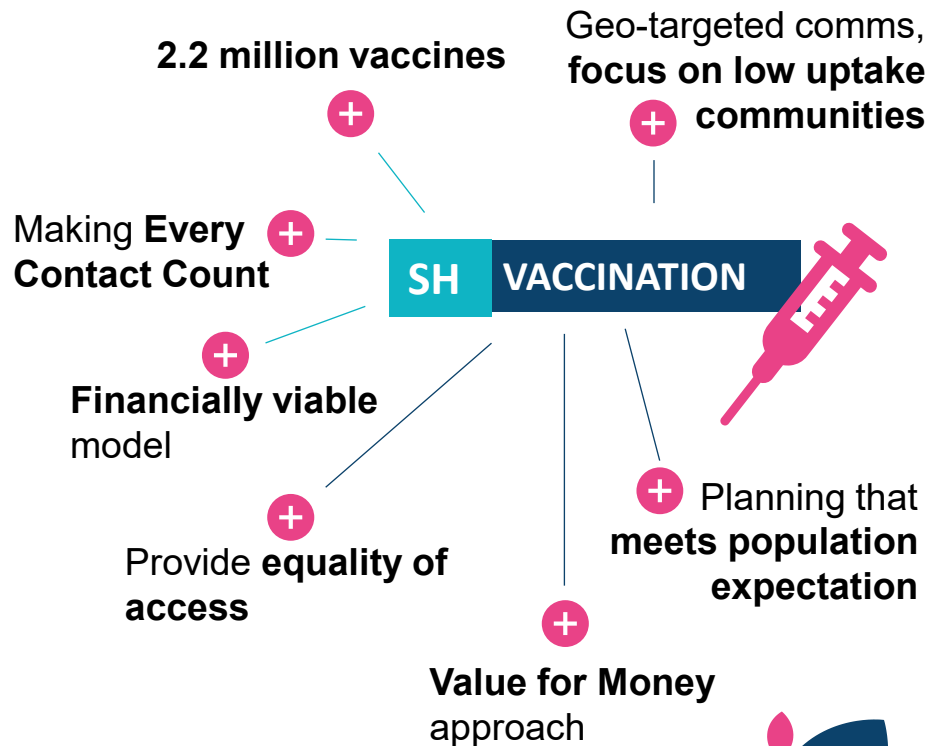 2.2 million vaccines
Geo-targeted comms,
focus on low uptake
communities
Making Every
Contact Count
SH VACCINATION
Financially viable
model
Provide equality of
access
Planning that
meets population
expectation
Value for Money
approach